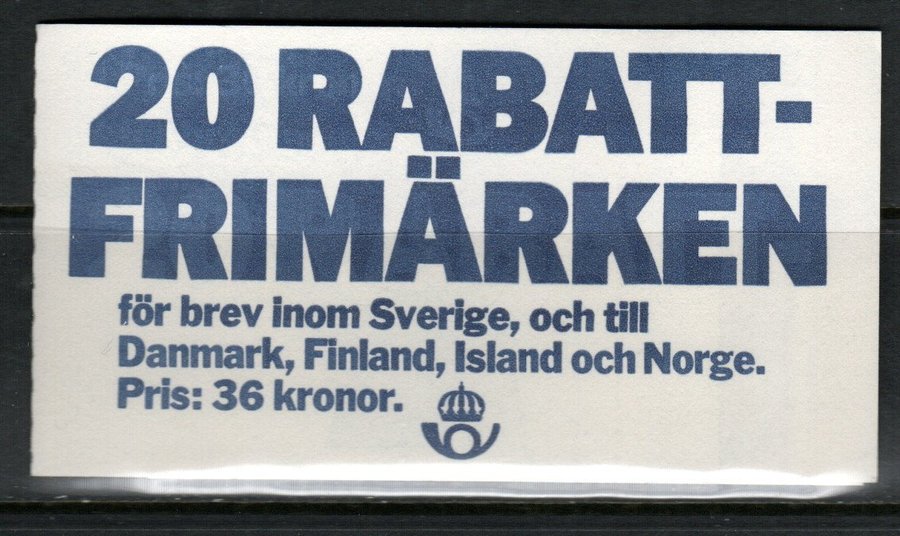 20 RABATT-
FRIMÄRKEN
för brev inom Sverige, och till
Danmark, Finland, Island och Norge.
Pris: 36 kronor.